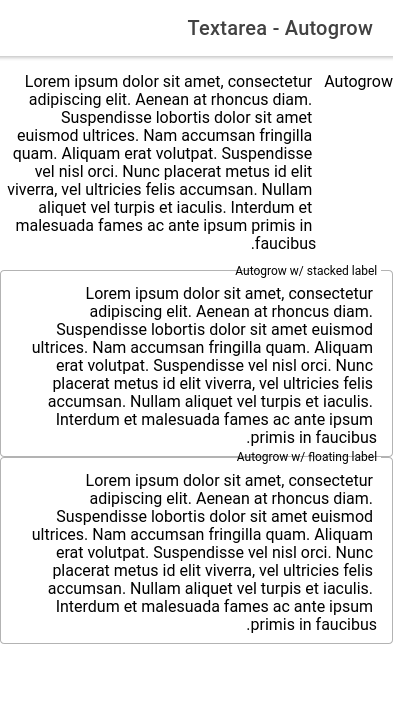 Textarea - Autogrow
Autogrow
Lorem ipsum dolor sit amet, consectetur
adipiscing elit. Aenean at rhoncus diam.
Suspendisse lobortis dolor sit amet
euismod ultrices. Nam accumsan fringilla
quam. Aliquam erat volutpat. Suspendisse
vel nisl orci. Nunc placerat metus id elit
viverra, vel ultricies felis accumsan. Nullam
aliquet vel turpis et iaculis. Interdum et
malesuada fames ac ante ipsum primis in
.faucibus
Autogrow w/ stacked label
Lorem ipsum dolor sit amet, consectetur
adipiscing elit. Aenean at rhoncus diam.
Suspendisse lobortis dolor sit amet euismod
ultrices. Nam accumsan fringilla quam. Aliquam
erat volutpat. Suspendisse vel nisl orci. Nunc
placerat metus id elit viverra, vel ultricies felis
accumsan. Nullam aliquet vel turpis et iaculis.
Interdum et malesuada fames ac ante ipsum
.primis in faucibus
Autogrow w/ floating label
Lorem ipsum dolor sit amet, consectetur
adipiscing elit. Aenean at rhoncus diam.
Suspendisse lobortis dolor sit amet euismod
ultrices. Nam accumsan fringilla quam. Aliquam
erat volutpat. Suspendisse vel nisl orci. Nunc
placerat metus id elit viverra, vel ultricies felis
accumsan. Nullam aliquet vel turpis et iaculis.
Interdum et malesuada fames ac ante ipsum
.primis in faucibus